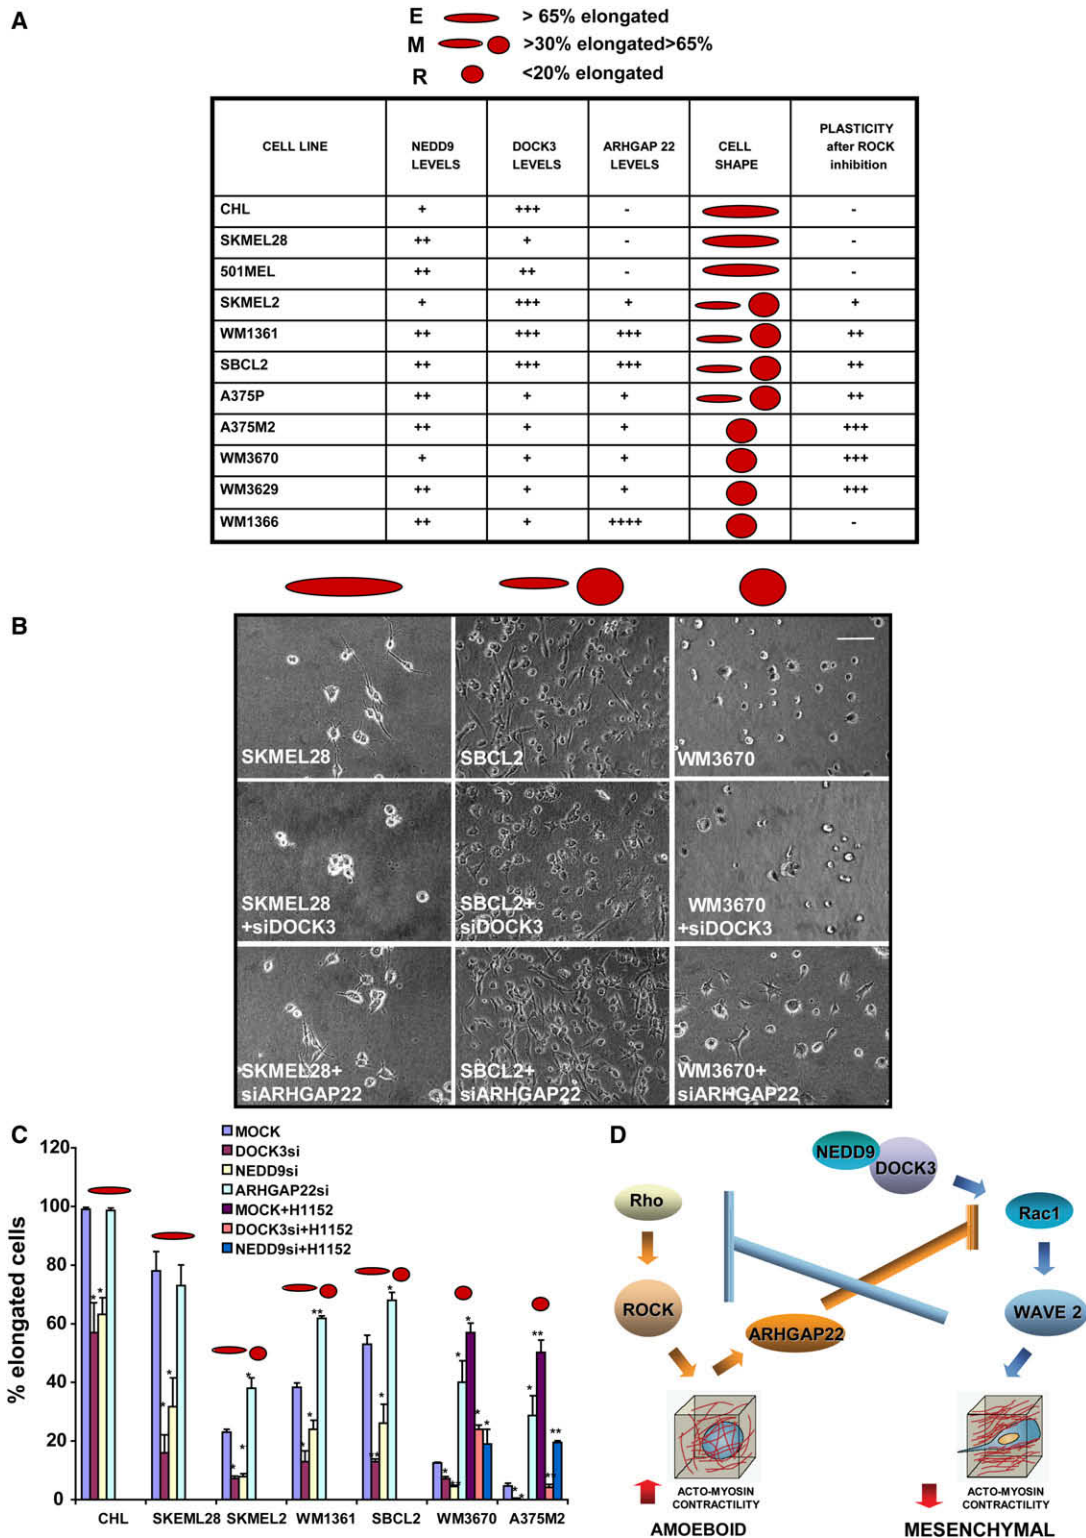 A
E > 65% elongated
M >30% elongated>65%
R <20% elongated
CELL LINE NEDD9 LEVELS DOCK3 LEVELS ARHGAP 22 LEVELS CELL SHAPE PLASTICITY after ROCK inhibition
CHL + +++ - -
SKMEL28 ++ + - -
501MEL ++ ++ - -
SKMEL2 + +++ + +
WM1361 ++ +++ +++ ++
SBCL2 ++ +++ +++ ++
A375P ++ + + ++
A375M2 ++ + + +++
WM3670 + + + +++
WM3629 ++ + + +++
WM1366 ++ + ++++ -
B
SKMEL28
SBCL2
WM3670
SKMEL28
+siDOCK3
SBCL2+
siDOCK3
WM3670
+siDOCK3
SKMEL28+
siARHGAP22
SBCL2+
siARHGAP22
WM3670+
siARHGAP22
C
% elongated cells
120
100
80
60
40
20
0
MOCK
DOCK3si
NEDD9si
ARHGAP22si
MOCK+H1152
DOCK3si+H1152
NEDD9si+H1152
* *
* *
* * *
* * **
** * *
* * ** * * *
* * * ** ** **
CHL SKEML28 SKMEL2 WM1361 SBCL2 WM3670 A375M2
D
NEDD9
DOCK3
Rho
Rac1
ROCK
ARHGAP22
WAVE 2
ACTO-MYOSIN
CONTRACTILITY
AMOEBOID
ACTO-MYOSIN
CONTRACTILITY
MESENCHYMAL